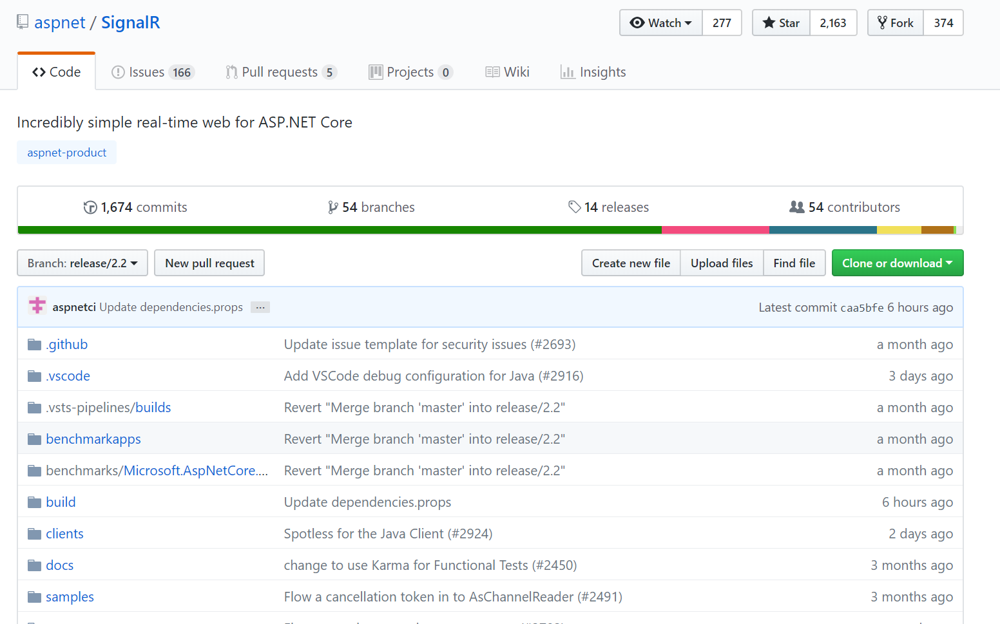 aspnet / SignalR Watch 277 Star 2,163 Fork 374
Code Issues 166 Pull requests 5 Projects 0 Wiki Insights
Incredibly simple real-time web for ASP.NET Core
aspnet-product
1,674 commits 54 branches 14 releases 54 contributors
Branch: release/2.2 New pull request Create new file Upload files Find file Clone or download
aspnetci Update dependencies.props ... Latest commit caa5bfe 6 hours ago
.github Update issue template for security issues (#2693) a month ago
.vscode Add VSCode debug configuration for Java (#2916) 3 days ago
.vsts-pipelines/builds Revert "Merge branch 'master' into release/2.2" a month ago
benchmarkapps Revert "Merge branch 'master' into release/2.2" a month ago
benchmarks/Microsoft.AspNetCore.... Revert "Merge branch 'master' into release/2.2" a month ago
build Update dependencies.props 6 hours ago
clients Spotless for the Java Client (#2924) 2 days ago
docs change to use Karma for Functional Tests (#2450) 3 months ago
samples Flow a cancellation token in to AsChannelReader (#2491) 3 months ago